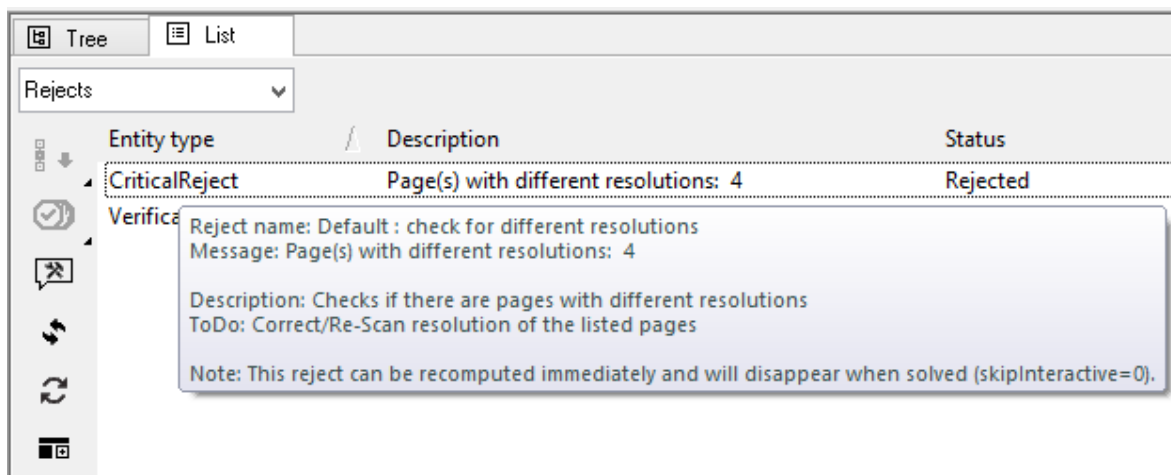 Tree List
Rejects
Entity type Description Status
CriticalReject Page(s) with different resolutions: 4 Rejected
Verifica
Reject name: Default : check for different resolutions
Message: Page(s) with different resolutions: 4
Description: Checks if there are pages with different resolutions
ToDo: Correct/Re-Scan resolution of the listed pages
Note: This reject can be recomputed immediately and will disappear when solved (skipInteractive=0).